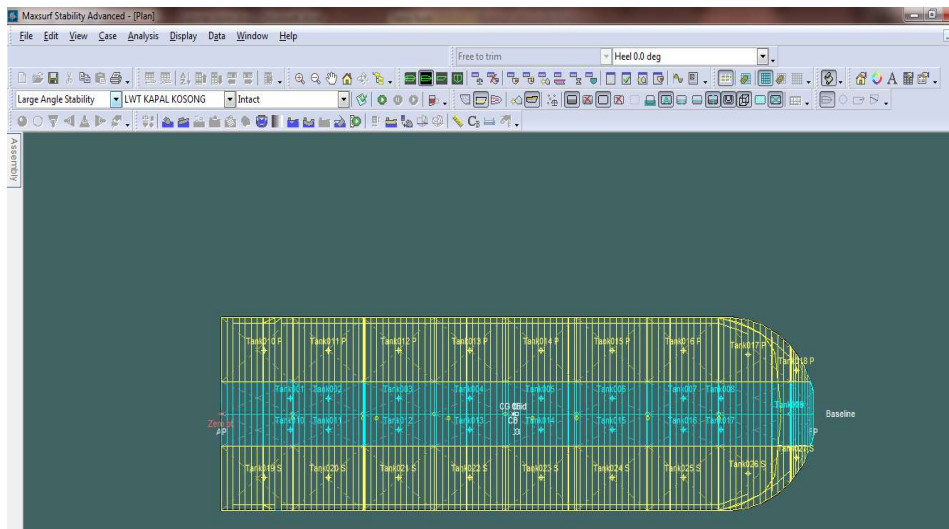 Maxsurf Stability Advanced - [Plan]
File Edit View Case Analysis Display Data Window Help
Free to trim Heel 0.0 deg
Large Angle Stability LWT KAPAL KOSONG Intact
Assembly
Tank010 P Tank011 P Tank012 P Tank013 P Tank014 P Tank015 P Tank016 P Tank017 P Tank018 P
Tank001 Tank002 Tank003 Tank004 Tank005 Tank006 Tank007 Tank008 Tank009
CG
CB
Baseline
AP
Tank010 Tank011 Tank012 Tank013 Tank014 Tank015 Tank016 Tank017
Tank019 S Tank020 S Tank021 S Tank022 S Tank023 S Tank024 S Tank025 S Tank026 S Tank027 S